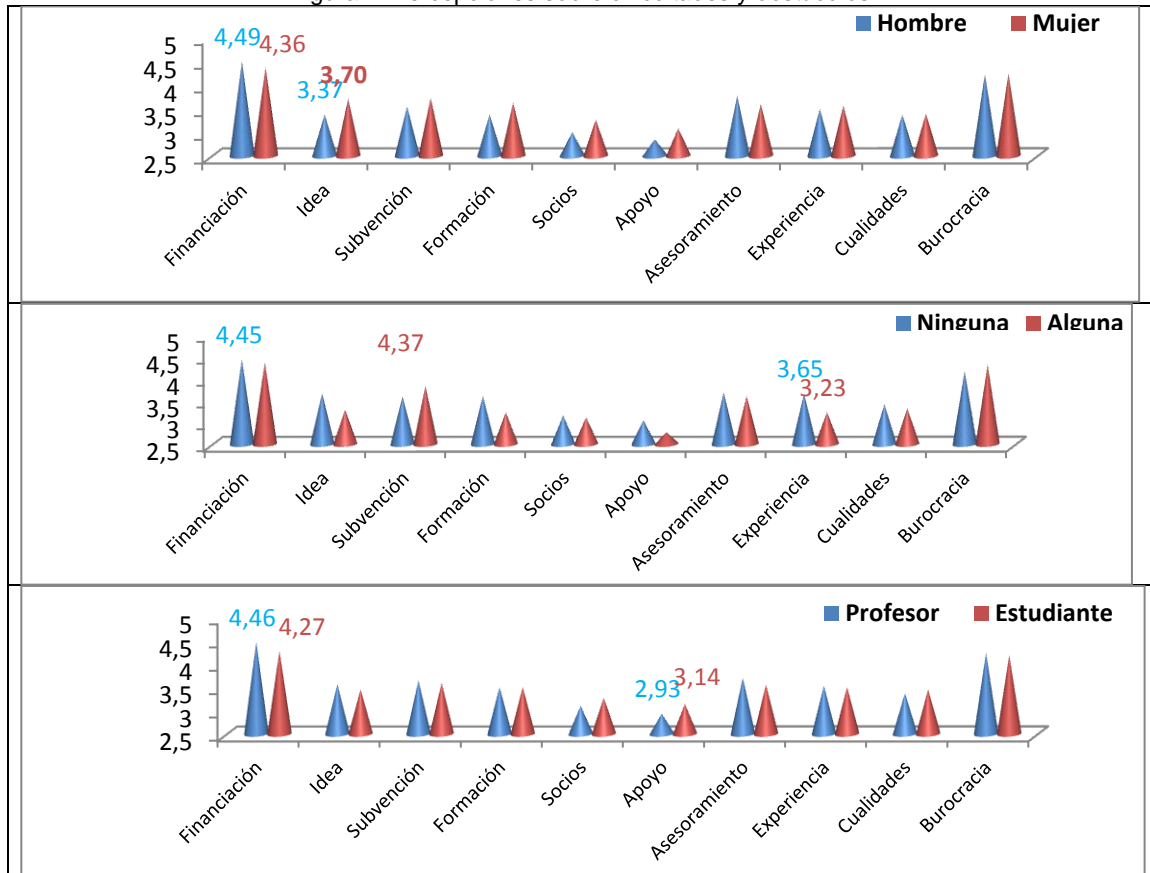 Hombre Mujer
4,49 4,36
3,37 3,70
5
4,5
4
3,5
3
2,5
Financiación Idea Subvención Formación Socios Apoyo Asesoramiento Experiencia Cualidades Burocracia
Ninguna Alguna
4,45 4,37 3,65 3,23
5
4,5
4
3,5
3
2,5
Financiación Idea Subvención Formación Socios Apoyo Asesoramiento Experiencia Cualidades Burocracia
Profesor Estudiante
4,46 4,27 2,93 3,14
5
4,5
4
3,5
3
2,5
Financiación Idea Subvención Formación Socios Apoyo Asesoramiento Experiencia Cualidades Burocracia